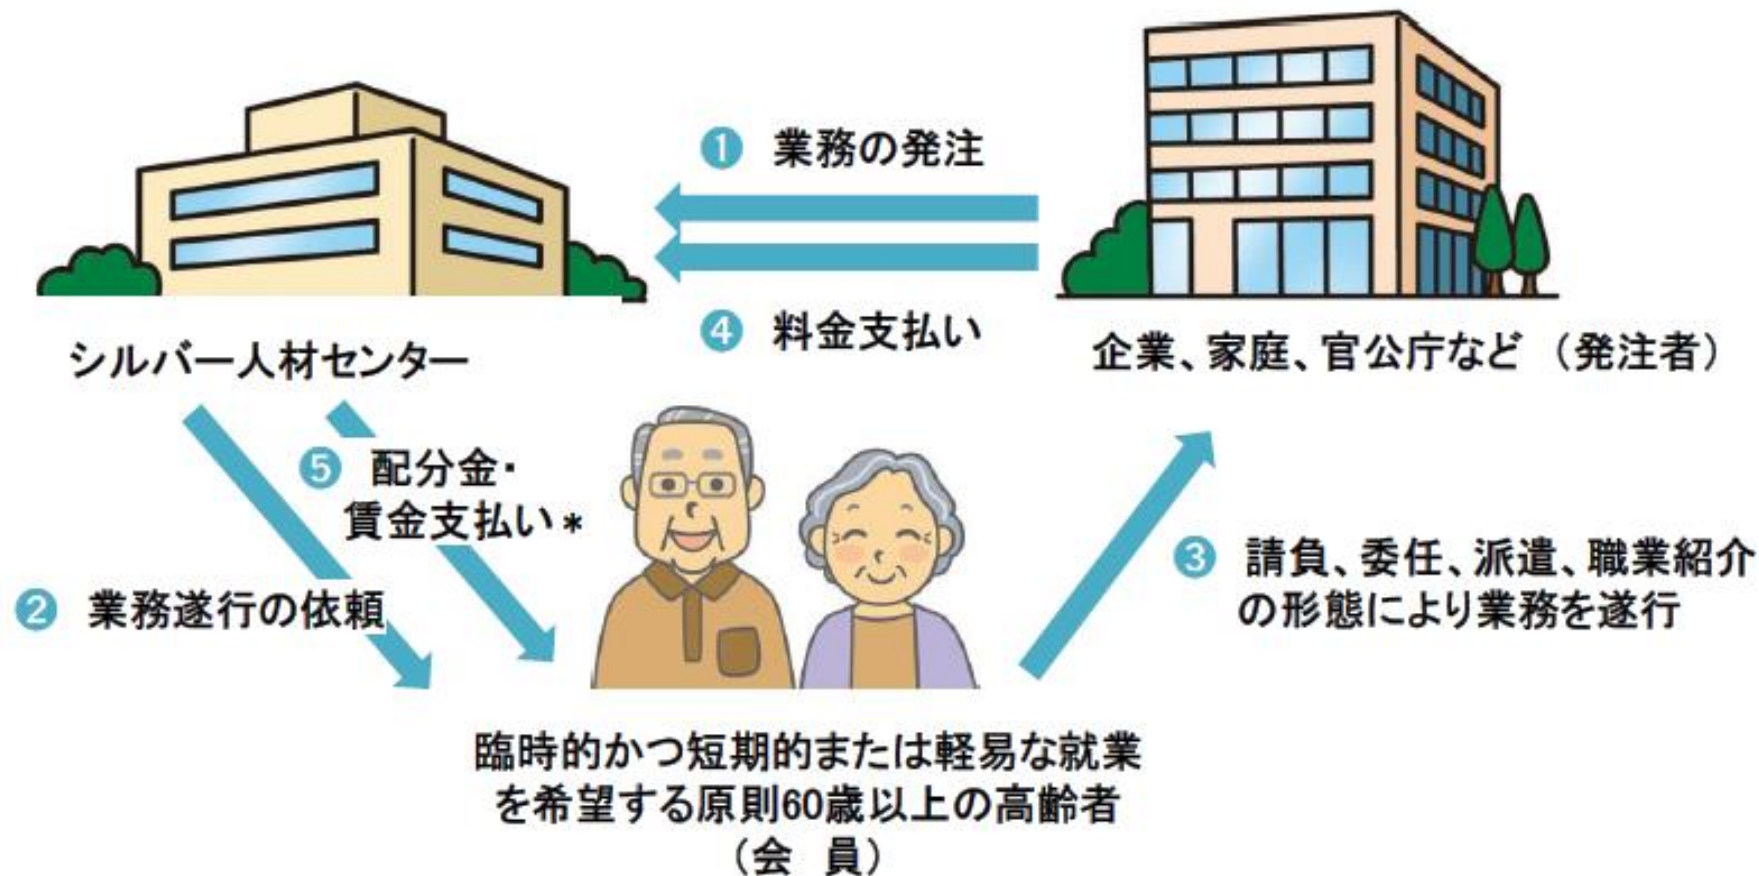 ❶ 業務の発注
❹ 料金支払い
シルバー人材センター
企業、家庭、官公庁など（発注者）
❺ 配分金・
賃金支払い＊
❷ 業務遂行の依頼
❸ 請負、委任、派遣、職業紹介
の形態により業務を遂行
臨時的かつ短期的または軽易な就業
を希望する原則60歳以上の高齢者
（会　員）